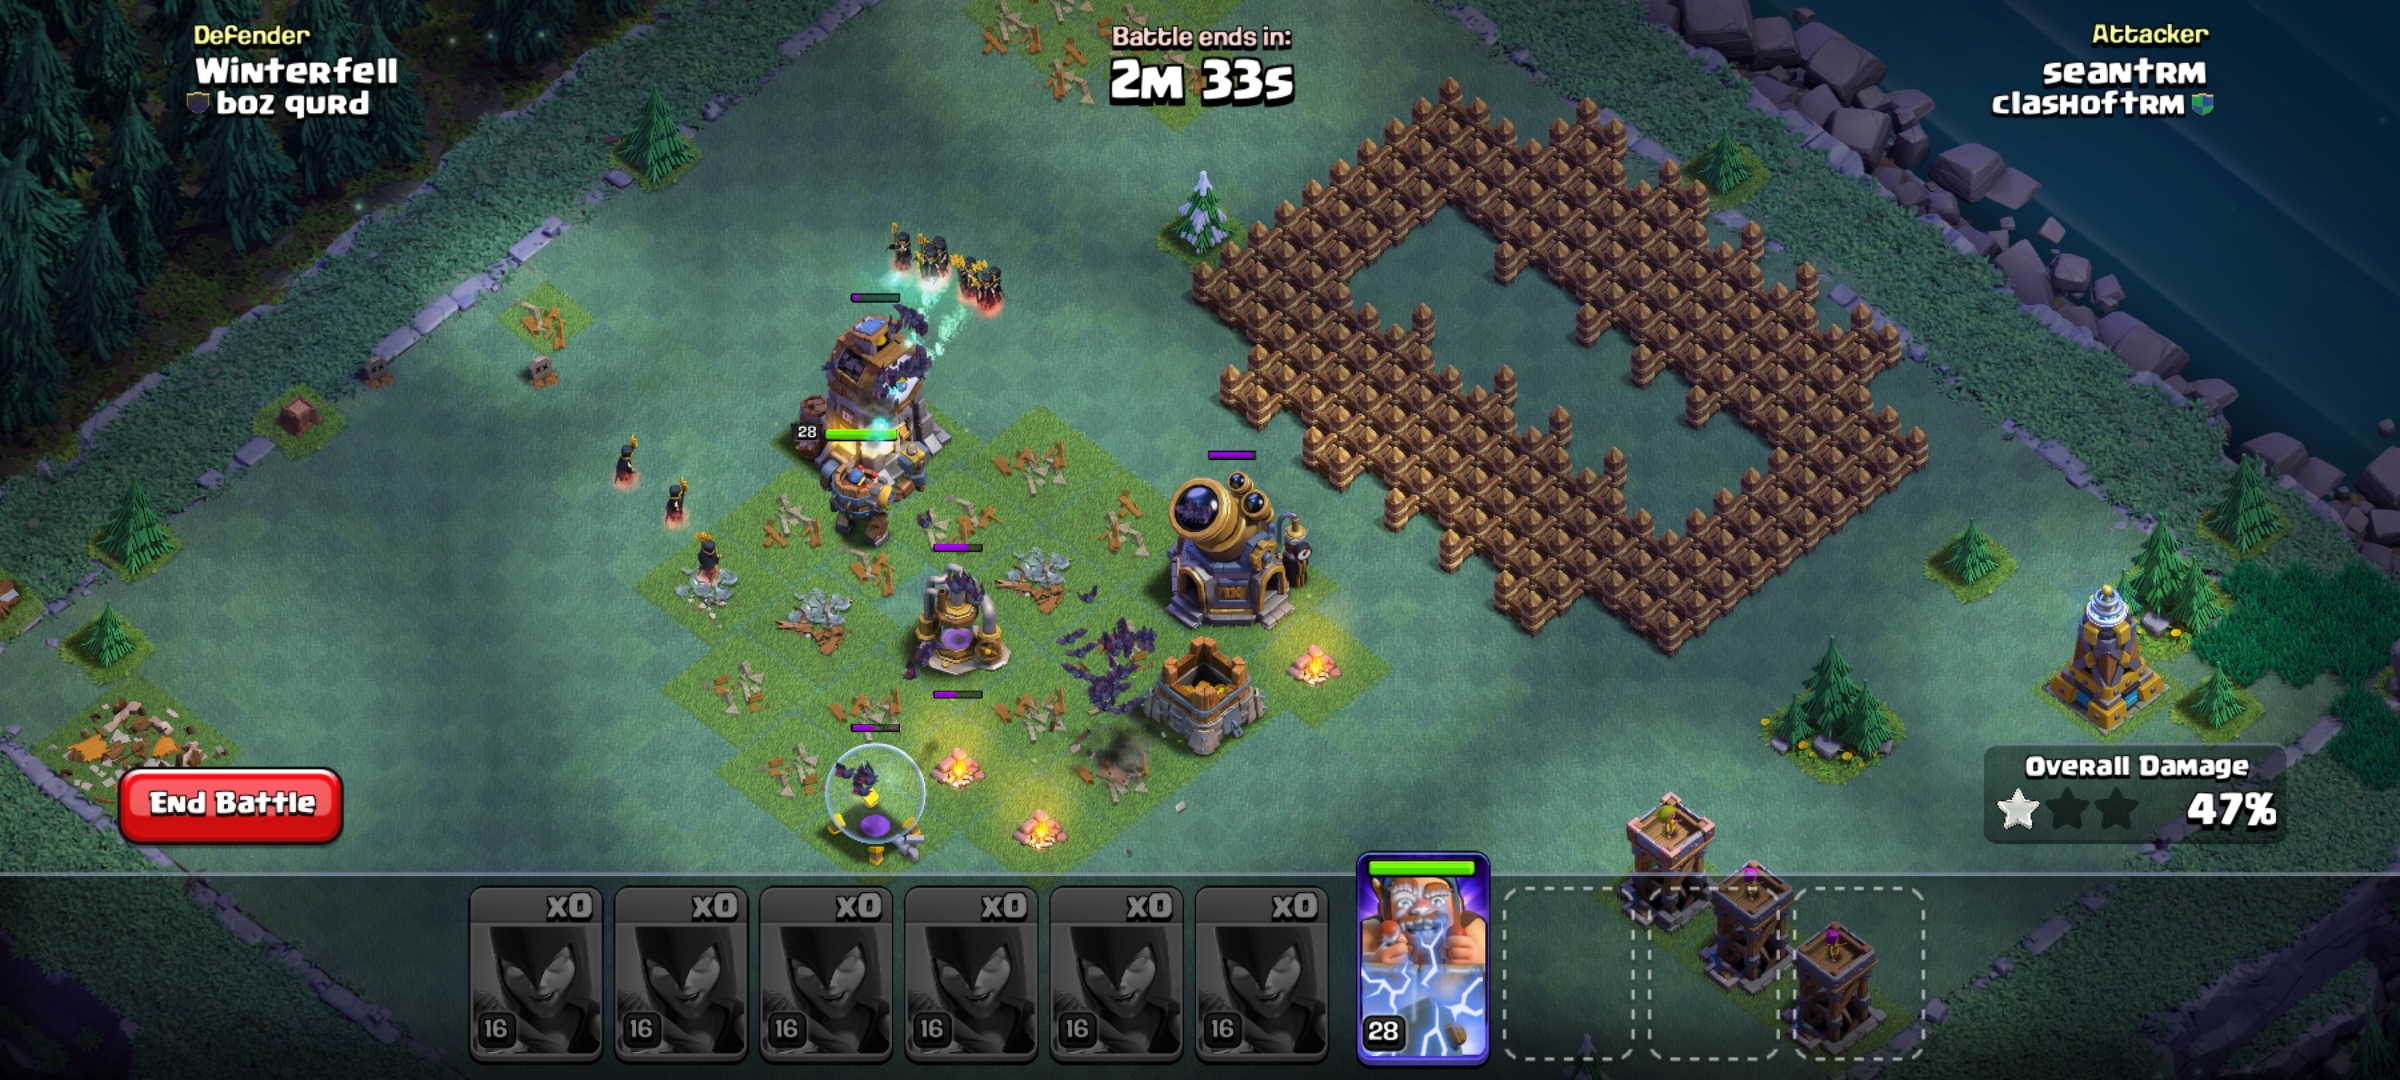 Defender
Winterfell
boz qurd
Battle ends in:
2M 33s
Attacker
seantRM
clashoftRM
28
IX
End Battle
Overall Damage
47%
x0
x0
x0
x0
x0
x0
16
16
16
16
16
16
28